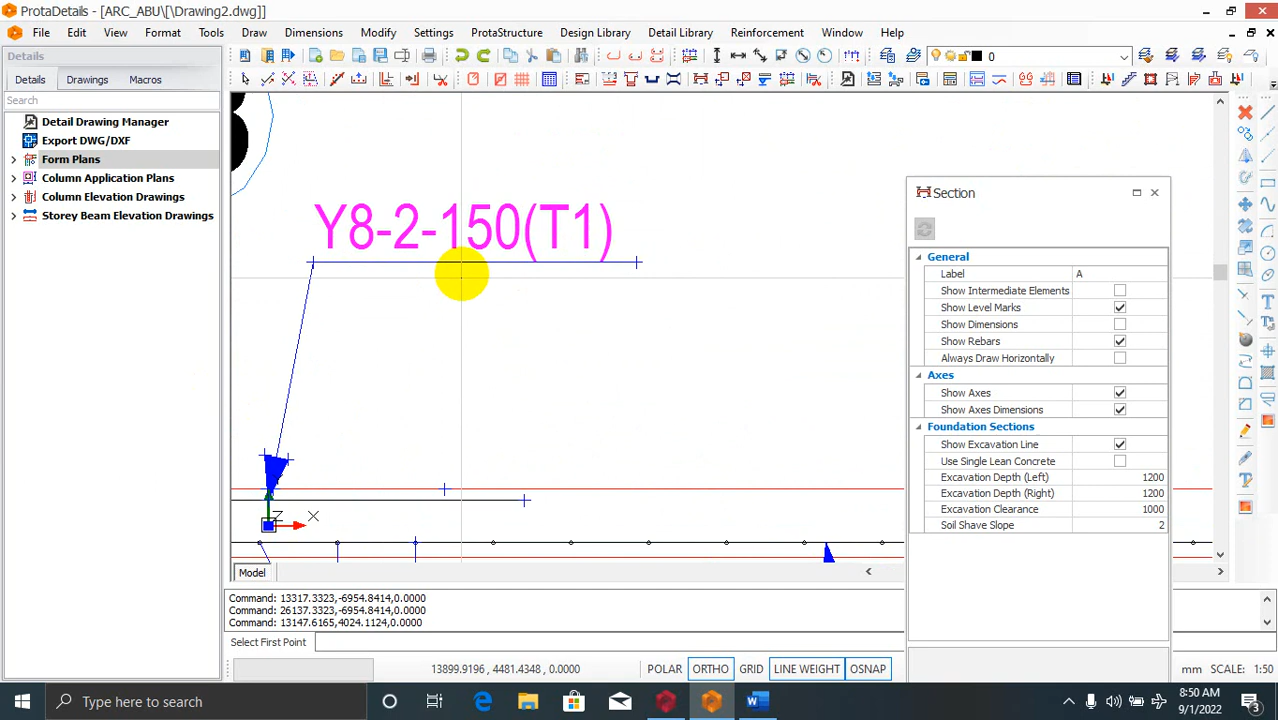 ProtaDetails - [ARC_ABU\[\Drawing2.dwg]]
File Edit View Format Tools Draw Dimensions Modify Settings ProtaStructure Design Library Detail Library Reinforcement Window Help
0
Details
Details Drawings Macros
Search
Detail Drawing Manager
Export DWG/DXF
Form Plans
Column Application Plans
Column Elevation Drawings
Storey Beam Elevation Drawings
Y8-2-150(T1)
Z X
Section
General
Label A
Show Intermediate Elements
Show Level Marks
Show Dimensions
Show Rebars
Always Draw Horizontally
Axes
Show Axes
Show Axes Dimensions
Foundation Sections
Show Excavation Line
Use Single Lean Concrete
Excavation Depth (Left) 1200
Excavation Depth (Right) 1200
Excavation Clearance 1000
Soil Shave Slope 2
Model
Command: 13317.3323,-6954.8414,0.0000
Command: 26137.3323,-6954.8414,0.0000
Command: 13147.6165,4024.1124,0.0000
Select First Point
13899.9196 , 4481.4348 , 0.0000 POLAR ORTHO GRID LINE WEIGHT OSNAP mm SCALE: 1:50
Type here to search
8:50 AM
9/1/2022
3